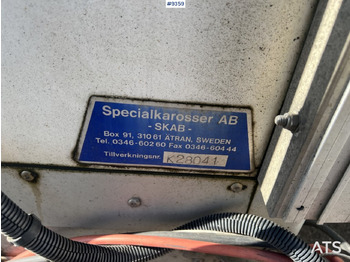 #9359
Specialkarosser AB
- SKAB -
Box 91, 310 61 ÄTRAN, SWEDEN
Tel. 0346-602 60 Fax 0346-604 44
Tillverkningsnr. K28041
ATS